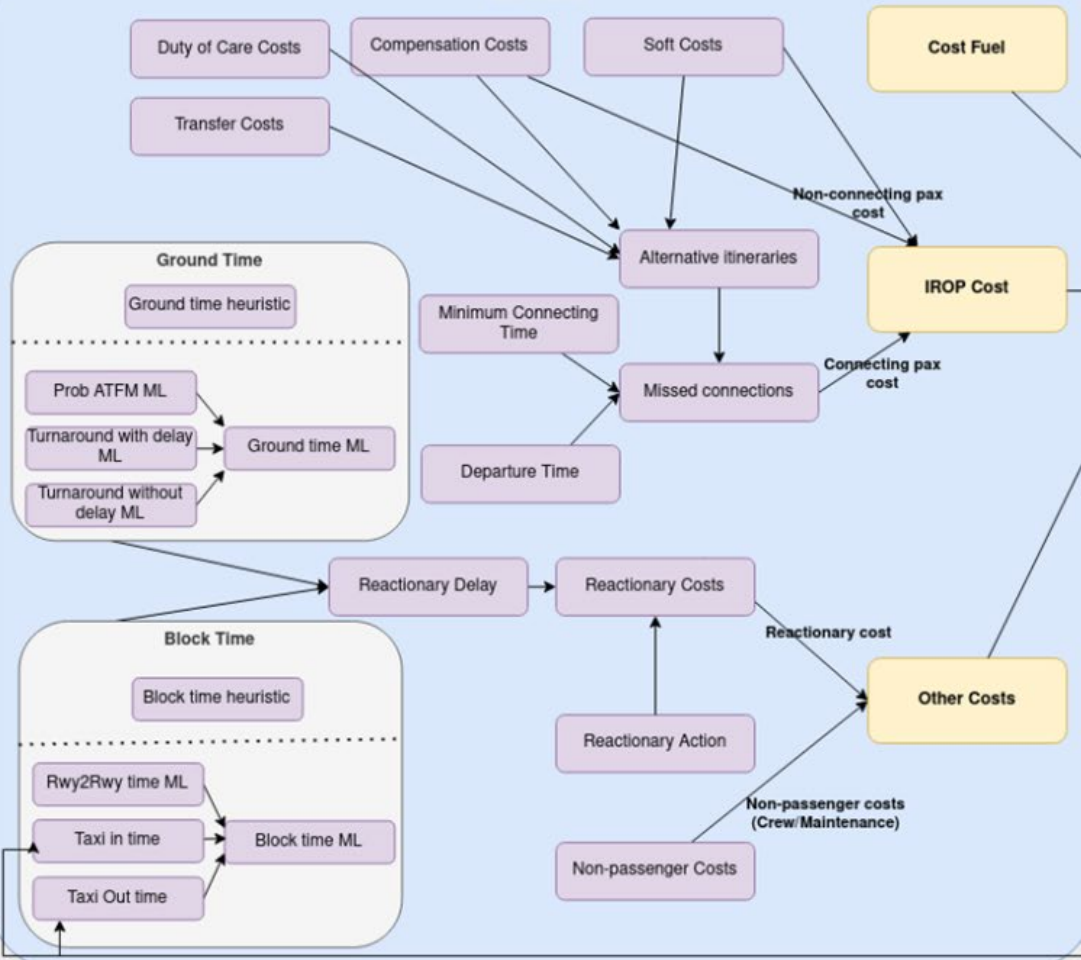 Duty of Care Costs
Compensation Costs
Soft Costs
Cost Fuel
Transfer Costs
Non-connecting pax
cost
Alternative itineraries
IROP Cost
Ground Time
Ground time heuristic
Minimum Connecting
Time
Connecting pax
cost
Prob ATFM ML
Missed connections
Turnaround with delay
ML
Ground time ML
Departure Time
Turnaround without
delay ML
Reactionary Delay
Reactionary Costs
Reactionary cost
Block Time
Block time heuristic
Other Costs
Reactionary Action
Rwy2Rwy time ML
Taxi in time
Block time ML
Non-passenger costs
(Crew/Maintenance)
Non-passenger Costs
Taxi Out time